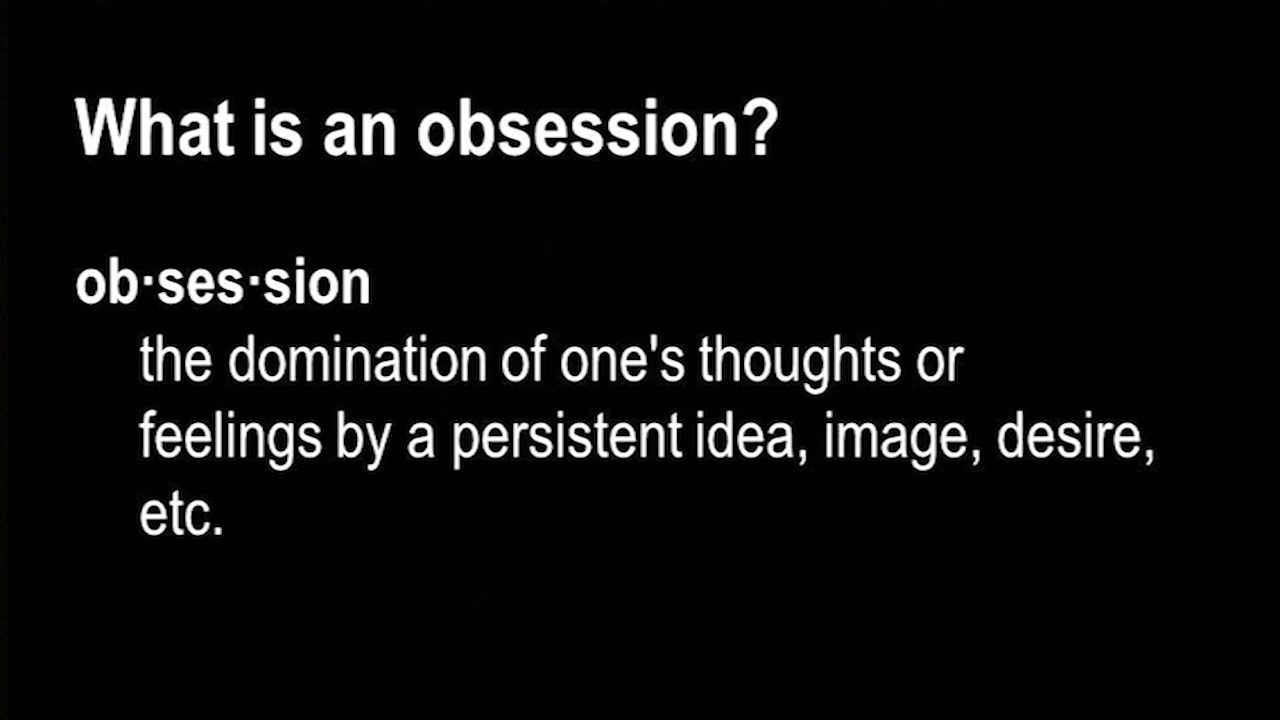 What is an obsession?
ob·ses·sion
the domination of one's thoughts or
feelings by a persistent idea, image, desire,
etc.